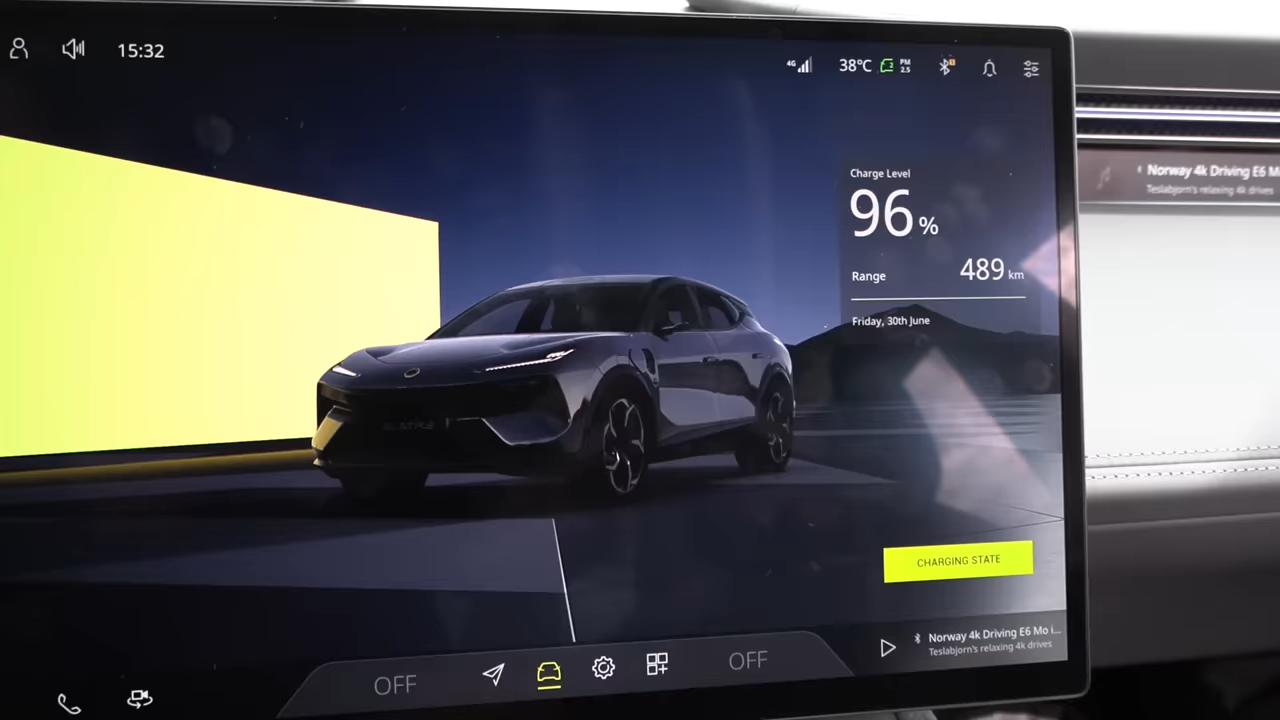 15:32
4G
38°C
PM
2.5
Charge Level
96 %
Range 489 km
Friday, 30th June
CHARGING STATE
Norway 4k Driving E6 Mo i...
Teslabjorn's relaxing 4k drives
OFF
OFF
Norway 4k Driving E6 M
Teslabjorn's relaxing 4k drives